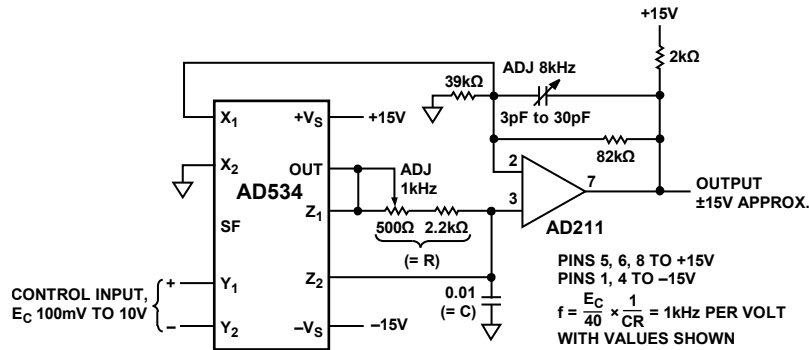 +15V
2kΩ
ADJ 8kHz
39kΩ
3pF to 30pF
82kΩ
X1
+VS
+15V
OUT
ADJ
1kHz
X2
AD534
2
7
OUTPUT
±15V APPROX.
Z1
3
SF
500Ω
2.2kΩ
AD211
(= R)
Z2
PINS 5, 6, 8 TO +15V
PINS 1, 4 TO –15V
CONTROL INPUT,
EC 100mV TO 10V
+
Y1
0.01
(= C)
f = EC/40 × 1/CR = 1kHz PER VOLT
WITH VALUES SHOWN
–
Y2
–VS
–15V